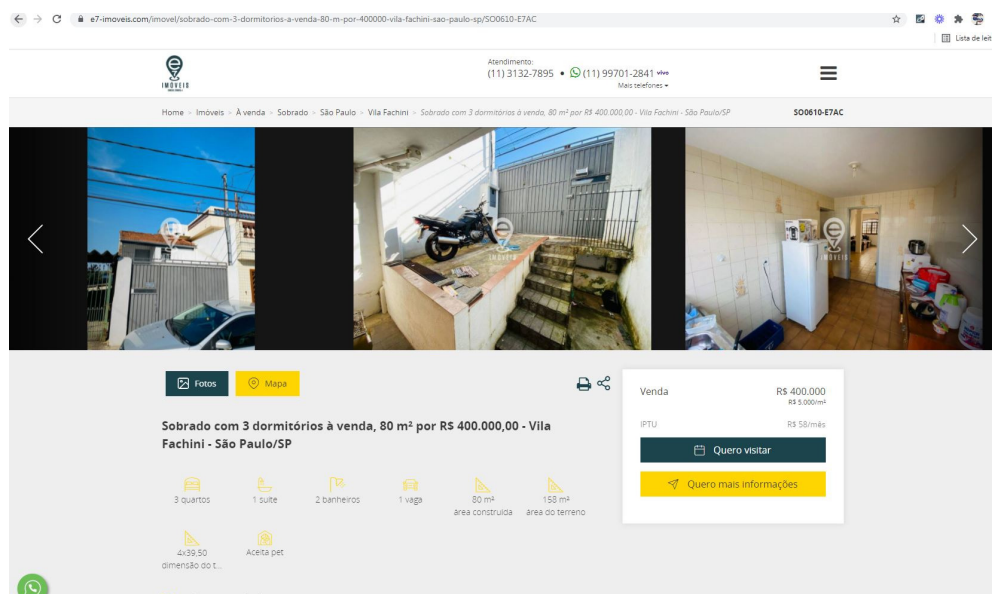 e7-imoveis.com/imovel/sobrado-com-3-dormitorios-a-venda-80-m-por-400000-vila-fachini-sao-paulo-sp/SO0610-E7AC
Lista de leit
Atendimento:
(11) 3132-7895 • (11) 99701-2841 vivo
Mais telefones
e
IMÓVEIS
Home > Imóveis > À venda > Sobrado > São Paulo > Vila Fachini > Sobrado com 3 dormitórios à venda, 80 m² por R$ 400.000,00 - Vila Fachini - São Paulo/SP
SO0610-E7AC
e
IMÓVEIS
e
IMÓVEIS
e
IMÓVEIS
Fotos
Mapa
Sobrado com 3 dormitórios à venda, 80 m² por R$ 400.000,00 - Vila
Fachini - São Paulo/SP
Venda R$ 400.000
R$ 5.000/m²
IPTU R$ 58/mês
Quero visitar
Quero mais informações
3 quartos 1 suíte 2 banheiros 1 vaga 80 m² 158 m²
área construída área do terreno
4x39,50 Aceita pet
dimensão do t...